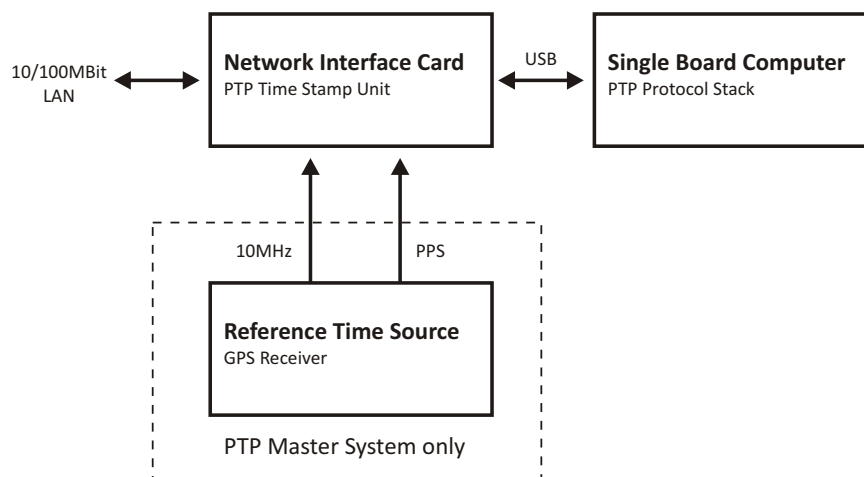 10/100MBit
LAN
Network Interface Card
PTP Time Stamp Unit
USB
Single Board Computer
PTP Protocol Stack
10MHz
PPS
Reference Time Source
GPS Receiver
PTP Master System only